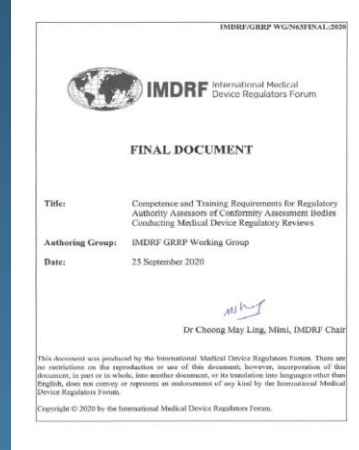 IMDRF/GRRP WG/N63FINAL:2020
IMDRF International Medical
Device Regulators Forum
FINAL DOCUMENT
Title: Competence and Training Requirements for Regulatory
Authority Assessors of Conformity Assessment Bodies
Conducting Medical Device Regulatory Reviews
Authoring Group: IMDRF GRRP Working Group
Date: 25 September 2020
Dr Choong May Ling, Mimi, IMDRF Chair
This document was produced by the International Medical Device Regulators Forum. There are
no restrictions on the reproduction or use of this document; however, incorporation of this
document, in part or in whole, into another document, or its translation into languages other than
English, does not convey or represent an endorsement of any kind by the International Medical
Device Regulators Forum.
Copyright © 2020 by the International Medical Device Regulators Forum.